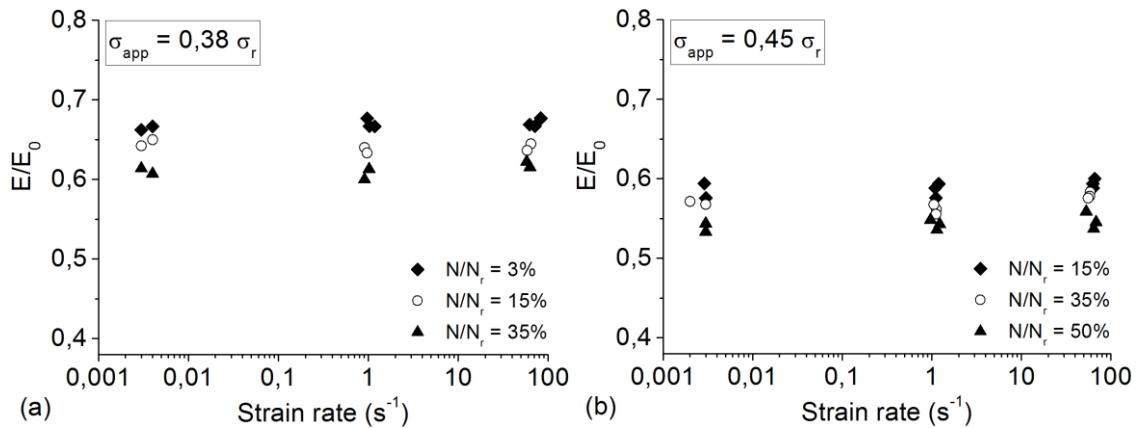 0,8
σapp = 0,38 σr
0,7
0,6
0,5
0,4
E/E0
N/Nr = 3%
N/Nr = 15%
N/Nr = 35%
0,001 0,01 0,1 1 10 100
(a) Strain rate (s-1)
0,8
σapp = 0,45 σr
0,7
0,6
0,5
0,4
E/E0
N/Nr = 15%
N/Nr = 35%
N/Nr = 50%
0,001 0,01 0,1 1 10 100
(b) Strain rate (s-1)